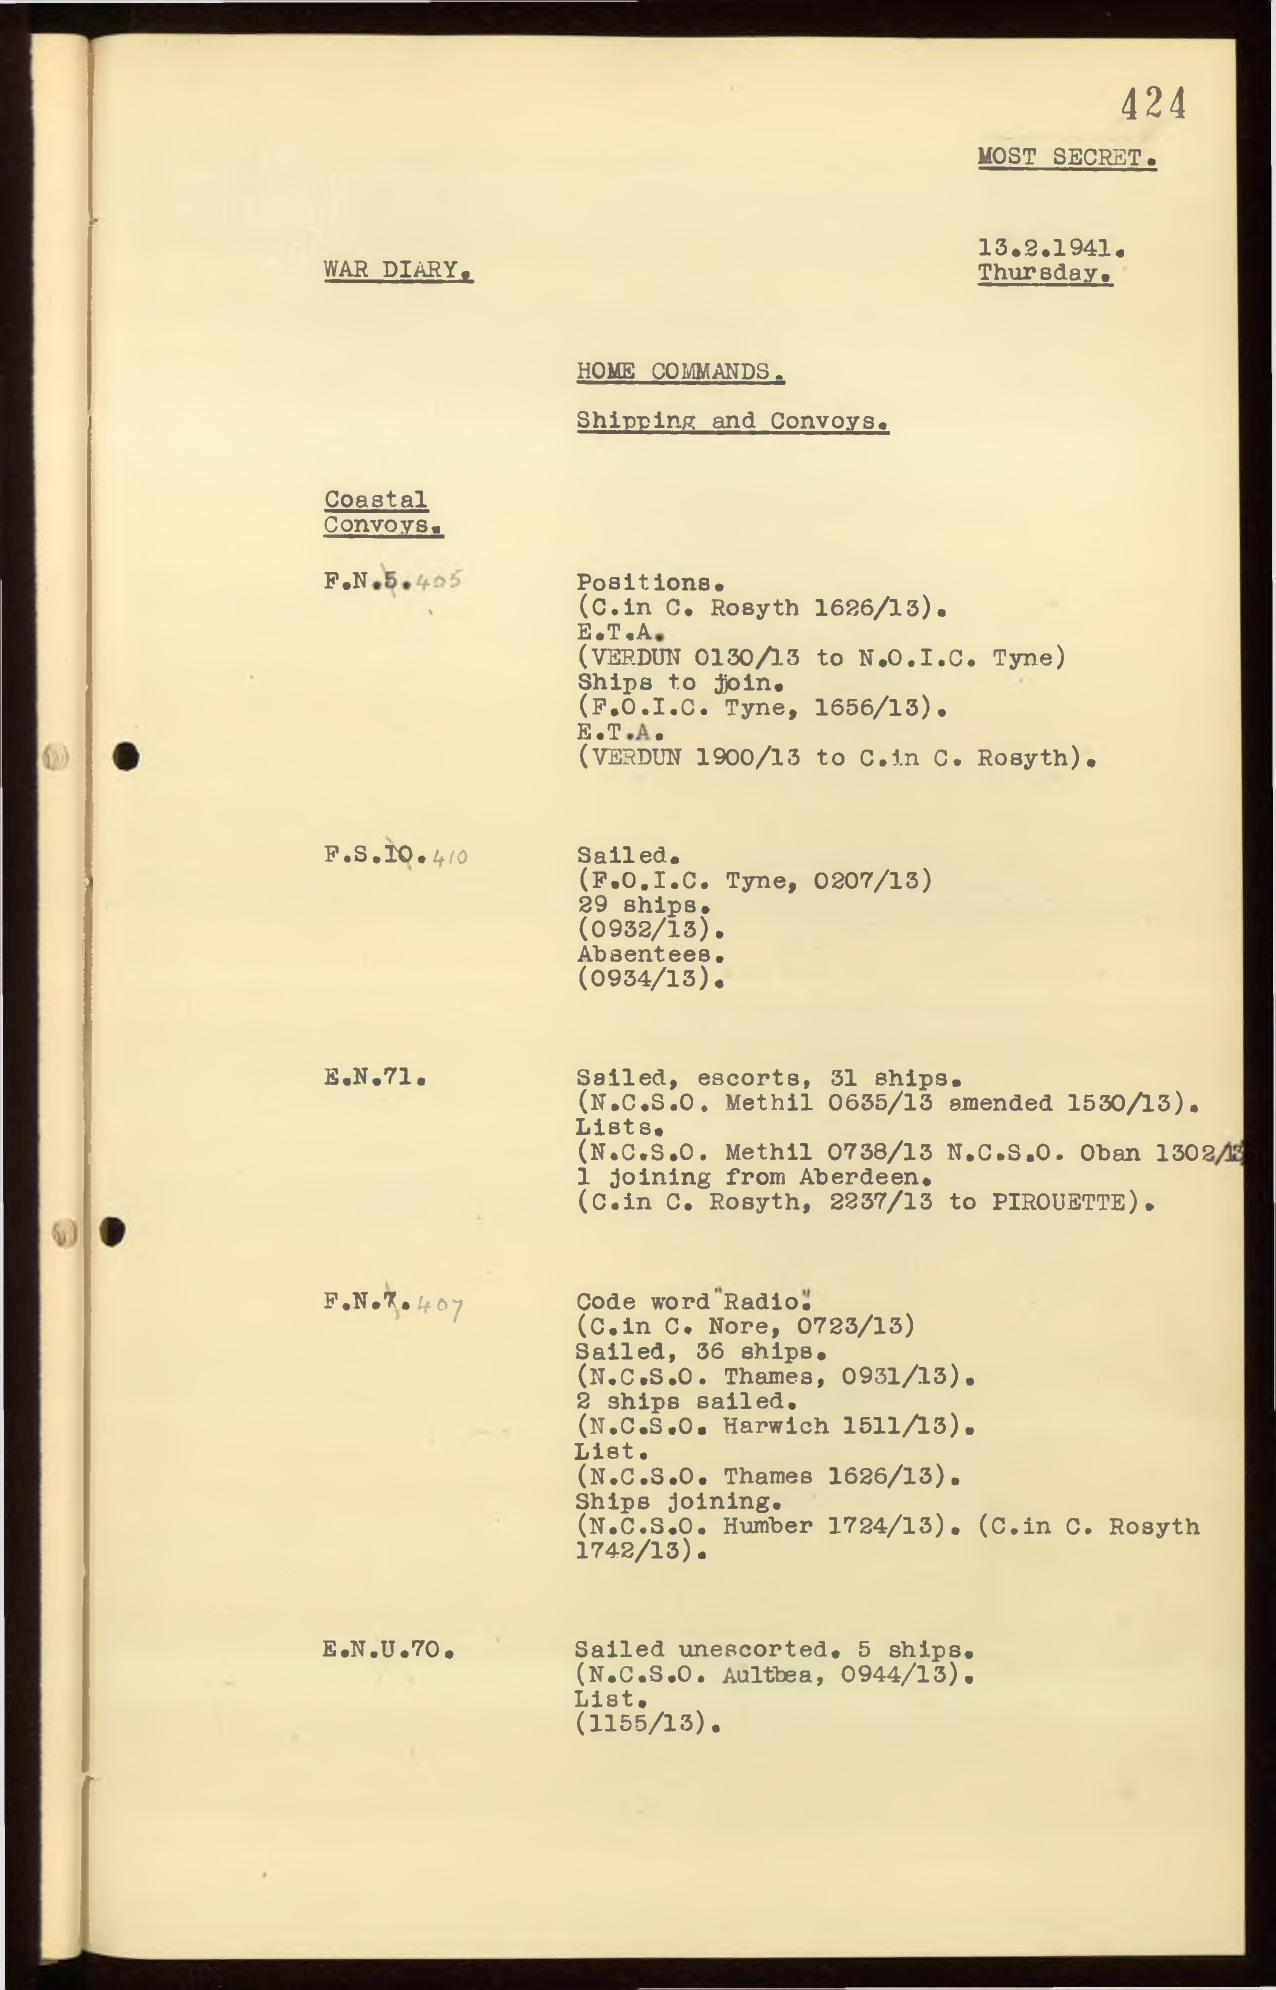 424
MOST SECRET.
13.2.1941.
WAR DIARY.
Thursday.
HOME COMMANDS.
Shipping and Convoys.
Coastal
Convoys.
F.N.5. 405
Positions.
(C.in C. Rosyth 1626/13).
E.T.A.
(VERDUN 0130/13 to N.O.I.C. Tyne)
Ships to join.
(F.O.I.C. Tyne, 1656/13).
E.T.A.
(VERDUN 1900/13 to C.in C. Rosyth).
F.S.10. 410
Sailed.
(F.O.I.C. Tyne, 0207/13)
29 ships.
(0932/13).
Absentees.
(0934/13).
E.N.71.
Sailed, escorts, 31 ships.
(N.C.S.O. Methil 0635/13 amended 1530/13).
Lists.
(N.C.S.O. Methil 0738/13 N.C.S.O. Oban 1302/13
1 joining from Aberdeen.
(C.in C. Rosyth, 2237/13 to PIROUETTE).
F.N.7. 407
Code word "Radio".
(C.in C. Nore, 0723/13)
Sailed, 36 ships.
(N.C.S.O. Thames, 0931/13).
2 ships sailed.
(N.C.S.O. Harwich 1511/13).
List.
(N.C.S.O. Thames 1626/13).
Ships joining.
(N.C.S.O. Humber 1724/13). (C.in C. Rosyth
1742/13).
E.N.U.70.
Sailed unescorted. 5 ships.
(N.C.S.O. Aultbea, 0944/13).
List.
(1155/13).